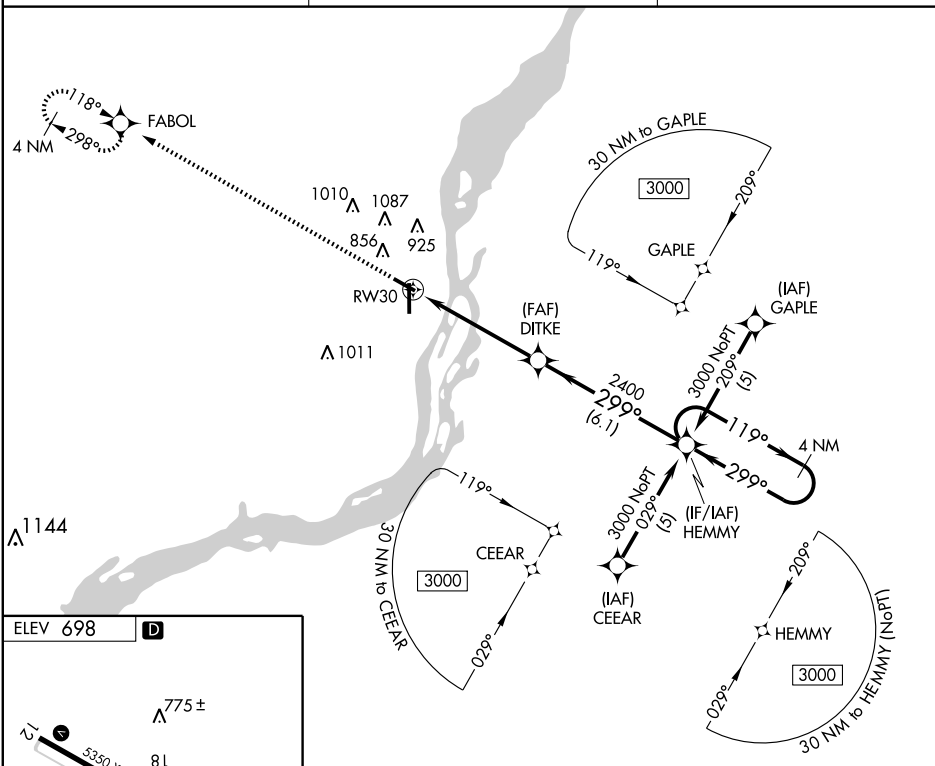 118°
FABOL
298°
4 NM
30 NM to GAPLE
3000
209°
GAPLE
119°
1010
1087
856
925
RW30
(IAF)
GAPLE
(FAF)
DITKE
1011
3000 NoPT
209°
(5)
2400
299°
(6.1)
119°
4 NM
299°
(IF/IAF)
HEMMY
3000 NoPT
029°
(5)
(IAF)
CEEAR
119°
CEEAR
3000
30 NM to CEEAR
029°
1144
209°
HEMMY
3000
029°
30 NM to HEMMY (NoPT)
ELEV 698
D
775 ±
12
V
5350
18